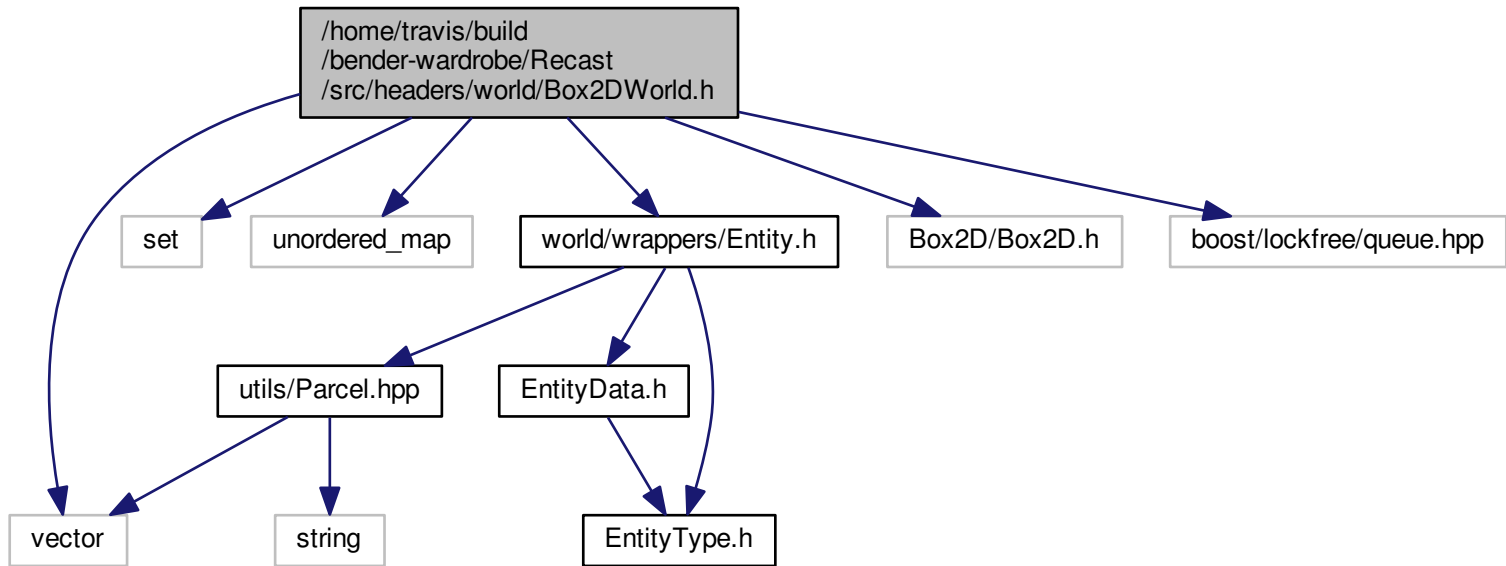 /home/travis/build
/bender-wardrobe/Recast
/src/headers/world/Box2DWorld.h
set
unordered_map
world/wrappers/Entity.h
Box2D/Box2D.h
boost/lockfree/queue.hpp
utils/Parcel.hpp
EntityData.h
vector
string
EntityType.h